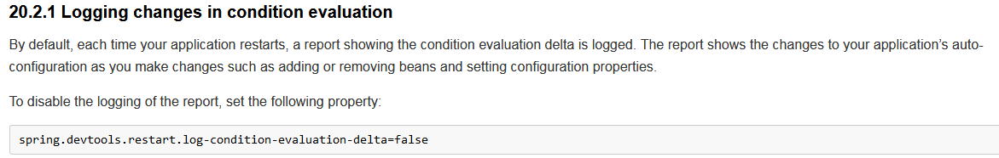 20.2.1 Logging changes in condition evaluation
By default, each time your application restarts, a report showing the condition evaluation delta is logged. The report shows the changes to your application’s auto-
configuration as you make changes such as adding or removing beans and setting configuration properties.
To disable the logging of the report, set the following property:
spring.devtools.restart.log-condition-evaluation-delta=false